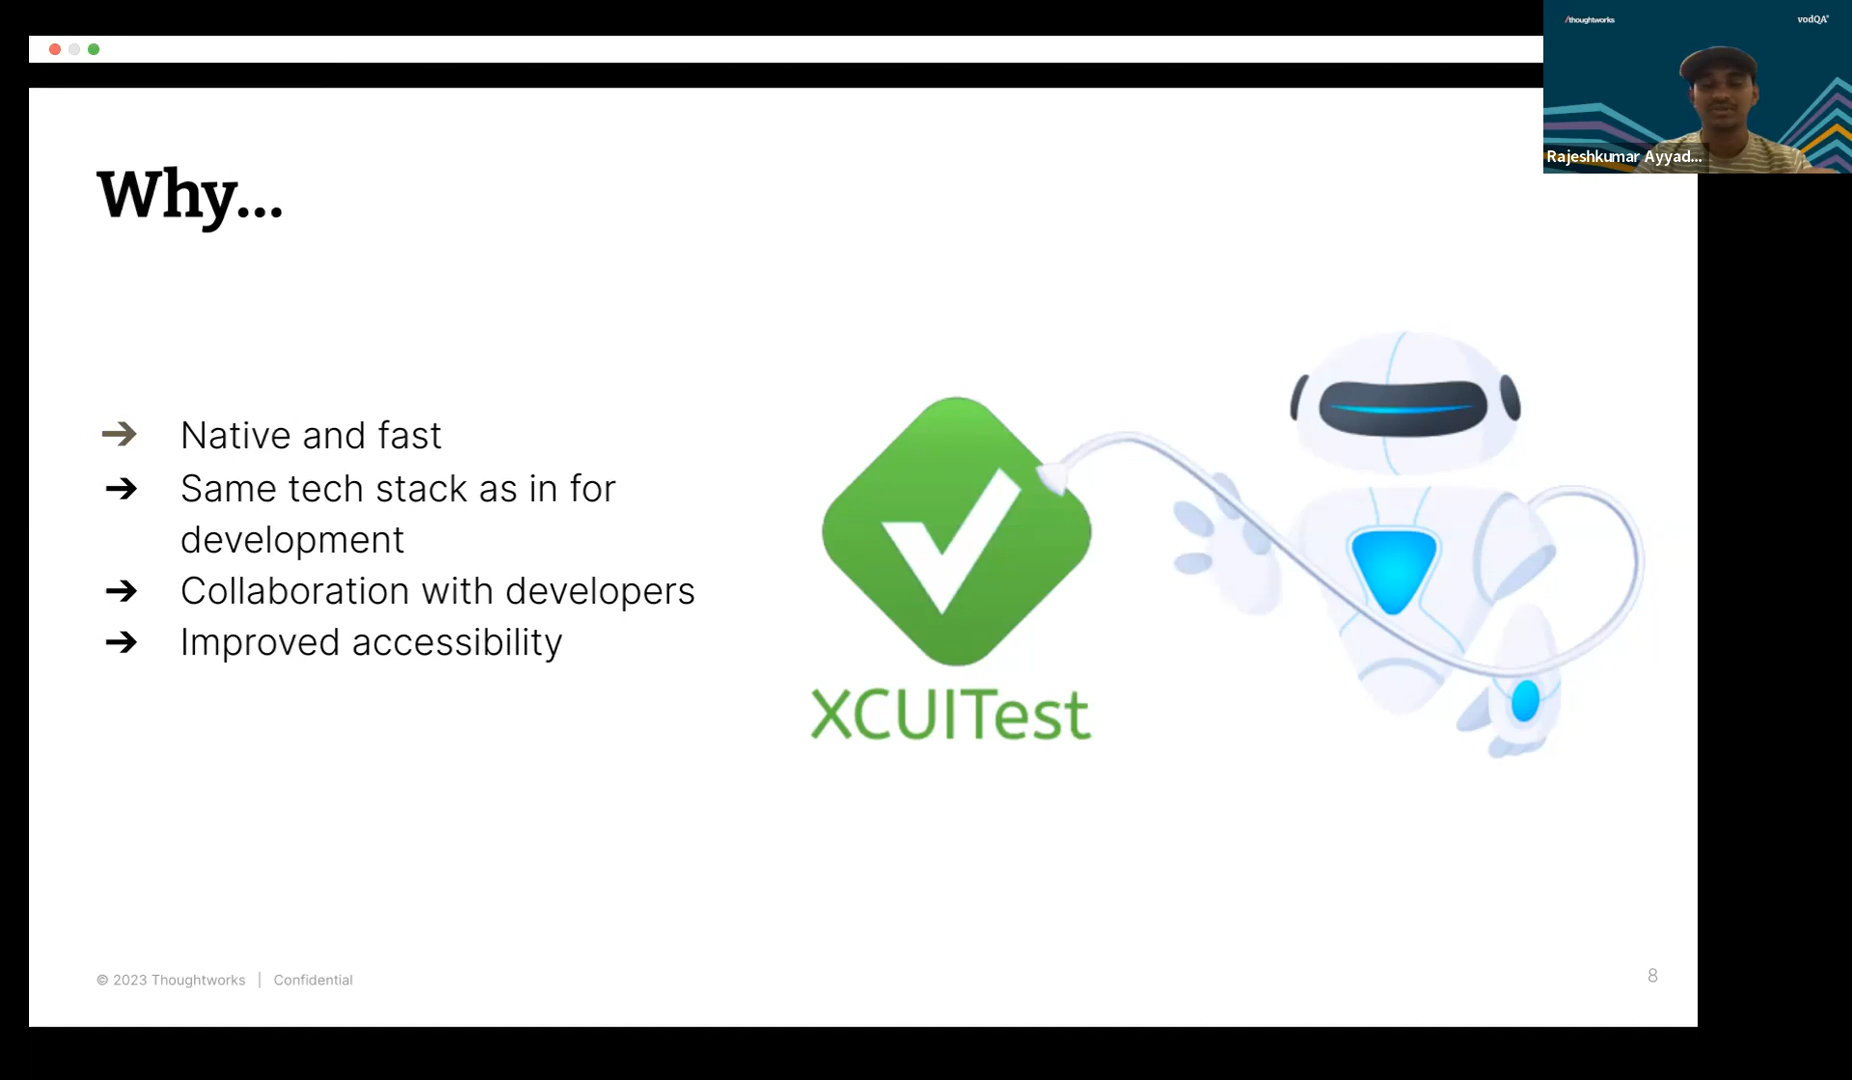 /thoughtworks
vodQA
Rajeshkumar Ayyad...
Why...
➔ Native and fast
➔ Same tech stack as in for
development
➔ Collaboration with developers
➔ Improved accessibility
XCUITest
© 2023 Thoughtworks | Confidential
8